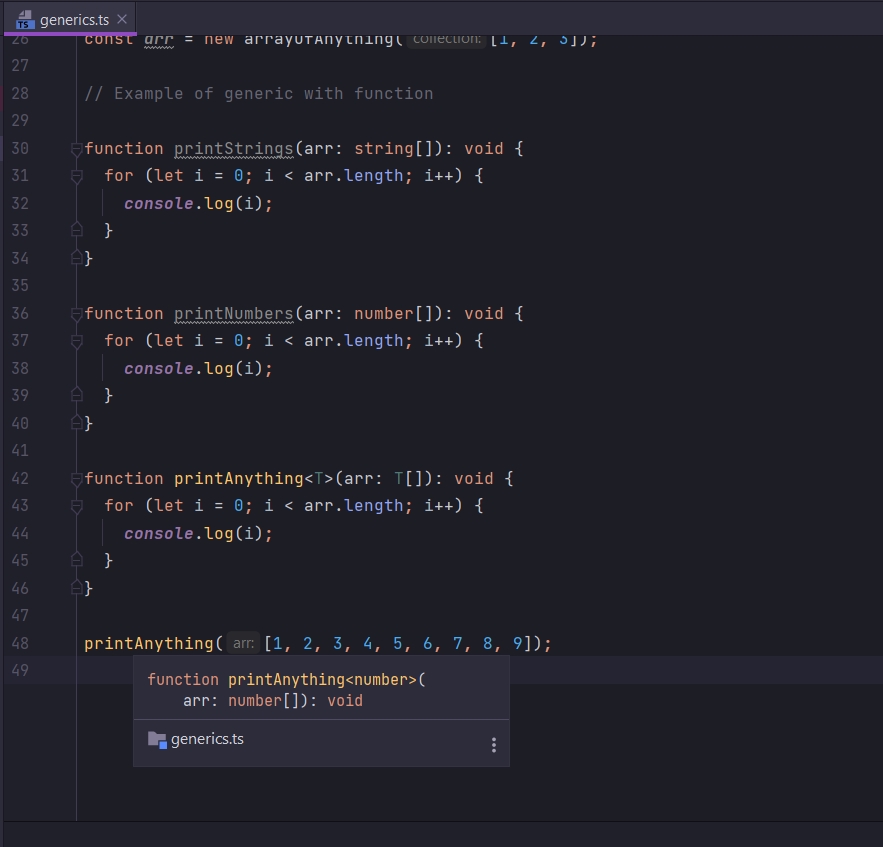 TS generics.ts
26 const arr = new arrayOfAnything( collection: [1, 2, 3]);
27
28 // Example of generic with function
29
30 function printStrings(arr: string[]): void {
31 for (let i = 0; i < arr.length; i++) {
32 console.log(i);
33 }
34 }
35
36 function printNumbers(arr: number[]): void {
37 for (let i = 0; i < arr.length; i++) {
38 console.log(i);
39 }
40 }
41
42 function printAnything<T>(arr: T[]): void {
43 for (let i = 0; i < arr.length; i++) {
44 console.log(i);
45 }
46 }
47
48 printAnything( arr: [1, 2, 3, 4, 5, 6, 7, 8, 9]);
49
function printAnything<number>(
arr: number[]): void
generics.ts